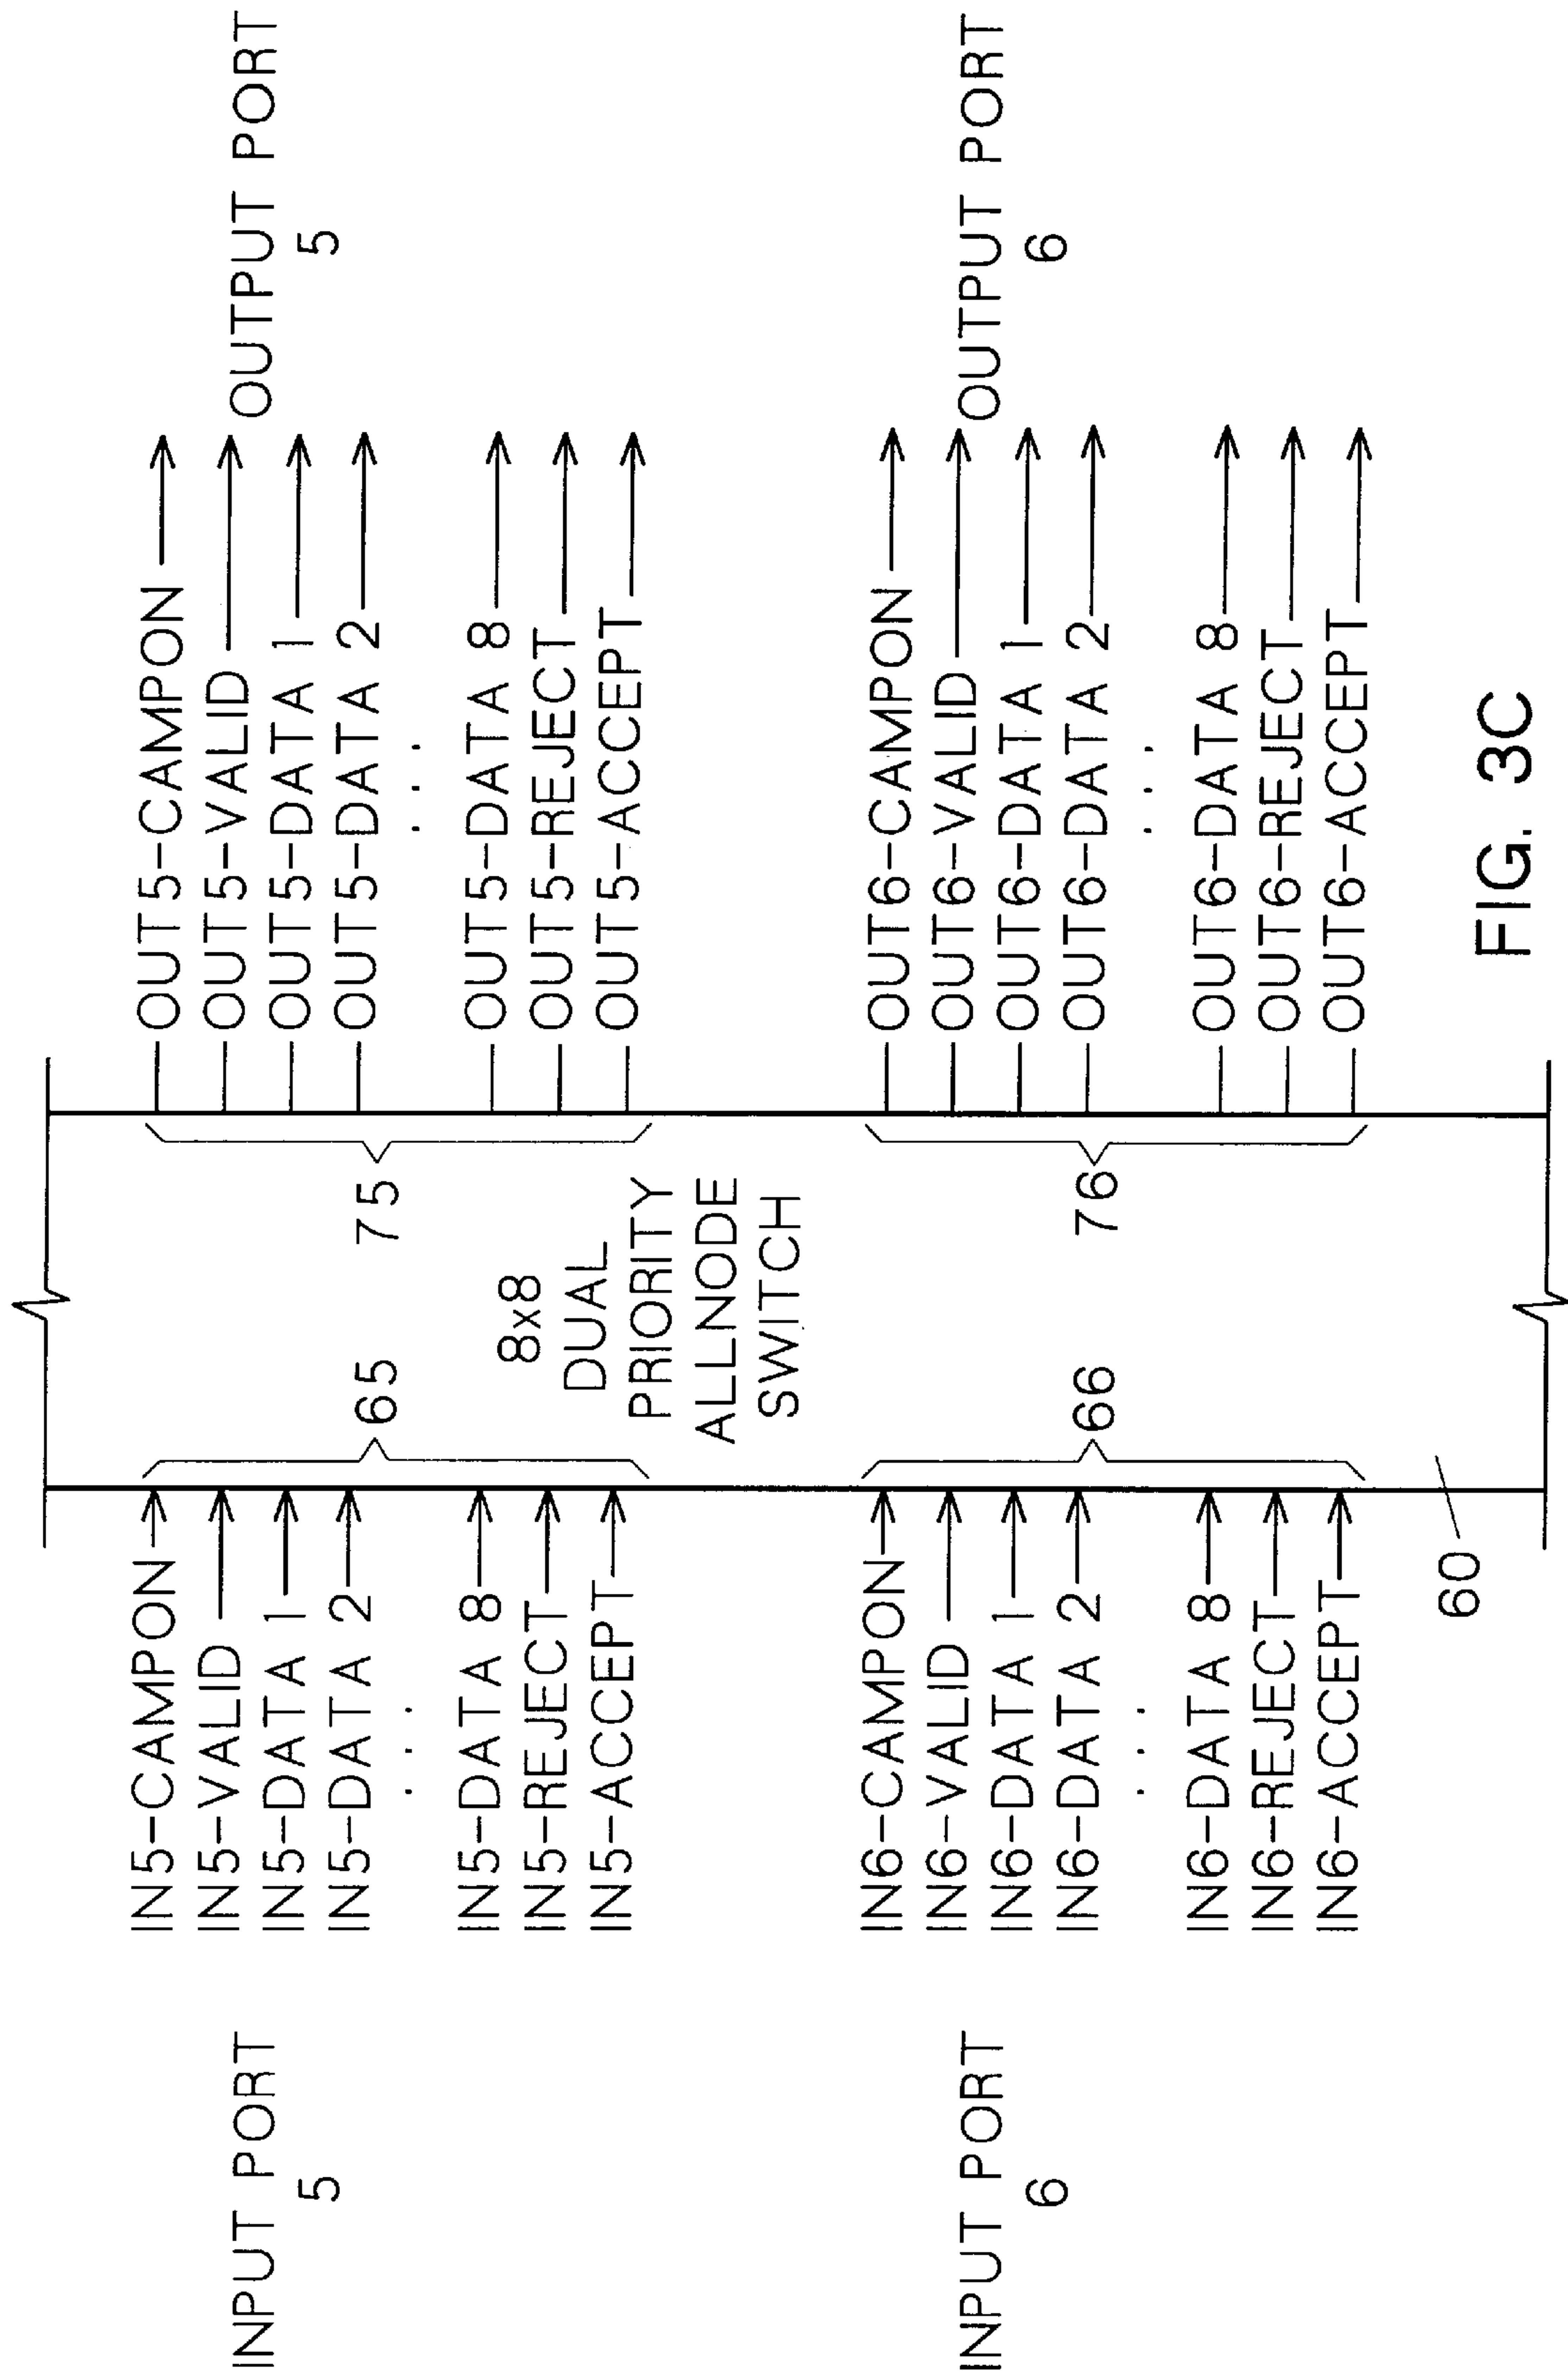 INPUT PORT
5
IN5-CAMPON
IN5-VALID
IN5-DATA 1
IN5-DATA 2
. . .
IN5-DATA 8
IN5-REJECT
IN5-ACCEPT
65
8x8
DUAL
PRIORITY
ALLNODE
SWITCH
75
OUT5-CAMPON
OUT5-VALID
OUT5-DATA 1
OUT5-DATA 2
. . .
OUT5-DATA 8
OUT5-REJECT
OUT5-ACCEPT
OUTPUT PORT
5
INPUT PORT
6
IN6-CAMPON
IN6-VALID
IN6-DATA 1
IN6-DATA 2
. . .
IN6-DATA 8
IN6-REJECT
IN6-ACCEPT
66
76
OUT6-CAMPON
OUT6-VALID
OUT6-DATA 1
OUT6-DATA 2
. . .
OUT6-DATA 8
OUT6-REJECT
OUT6-ACCEPT
OUTPUT PORT
6
60
FIG. 3C